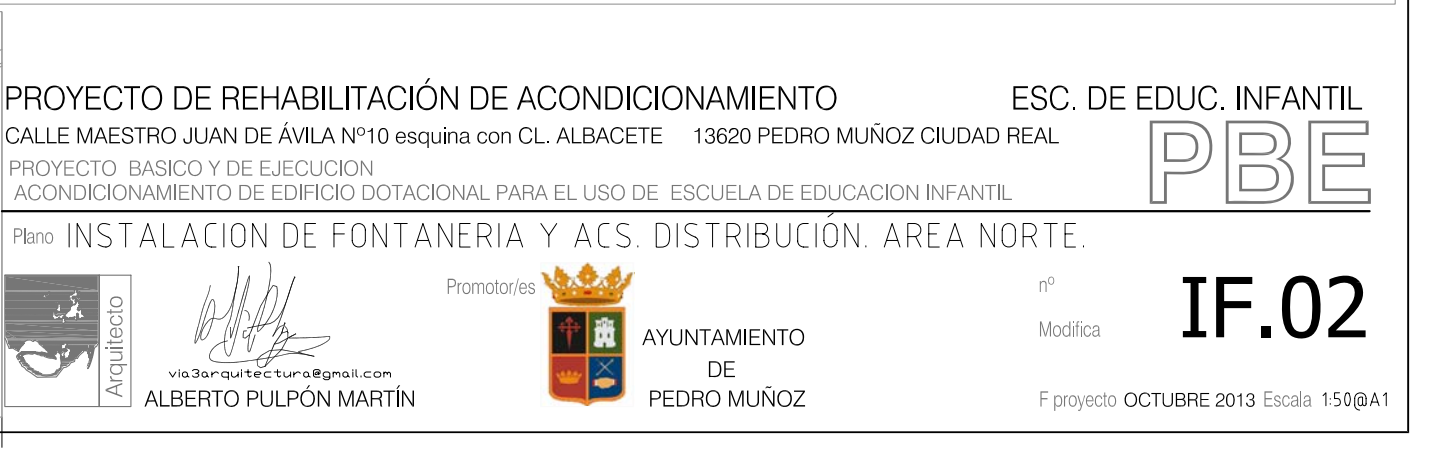 PROYECTO DE REHABILITACIÓN DE ACONDICIONAMIENTO ESC. DE EDUC. INFANTIL
CALLE MAESTRO JUAN DE ÁVILA Nº10 esquina con CL. ALBACETE 13620 PEDRO MUÑOZ CIUDAD REAL
PBE
PROYECTO BASICO Y DE EJECUCION
ACONDICIONAMIENTO DE EDIFICIO DOTACIONAL PARA EL USO DE ESCUELA DE EDUCACION INFANTIL
Plano INSTALACION DE FONTANERIA Y ACS. DISTRIBUCIÓN. AREA NORTE.
Arquitecto
via3arquitectura@gmail.com
ALBERTO PULPÓN MARTÍN
Promotor/es
AYUNTAMIENTO
DE
PEDRO MUÑOZ
nº
IF.02
Modifica
F proyecto OCTUBRE 2013 Escala 1:50@A1